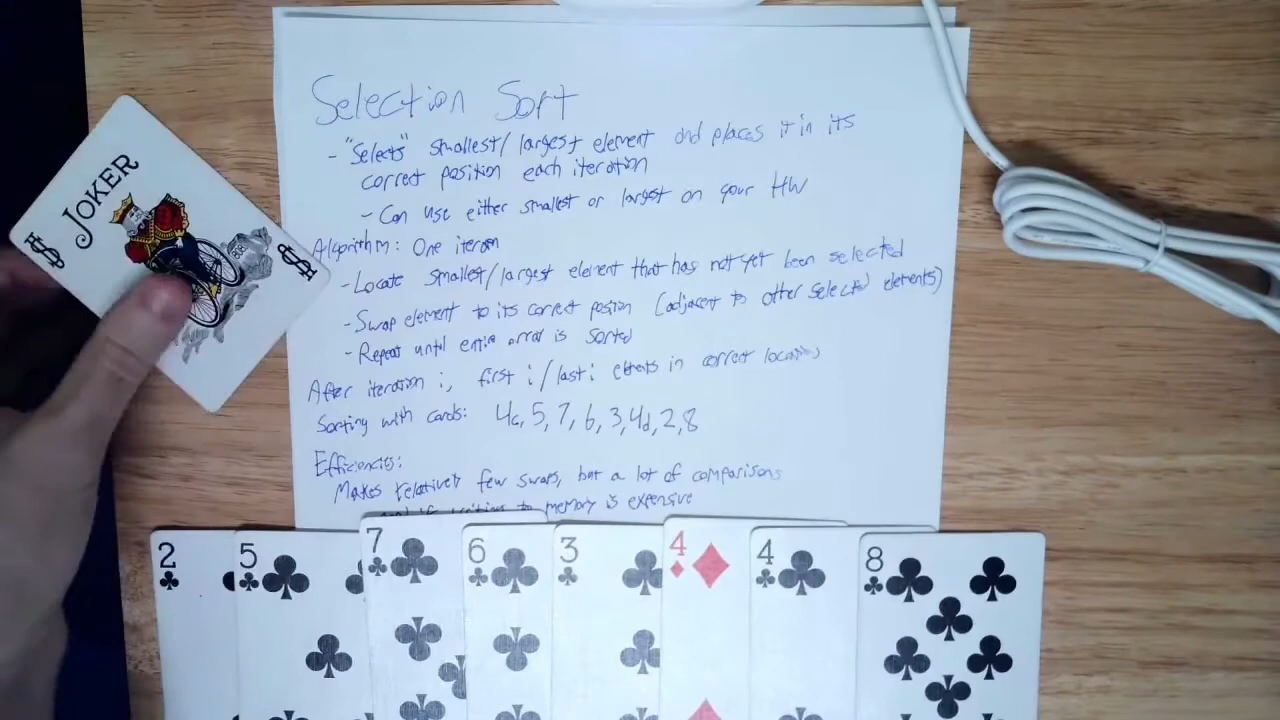 Selection Sort
- "Selects" smallest/largest element and places it in its
correct position each iteration
- Can use either smallest or largest on your HW
Algorithm: One iteration
- Locate smallest/largest element that has not yet been selected
- Swap element to its correct position (adjacent to other selected elements)
- Repeat until entire array is sorted
After iteration i, first i/last i elements in correct locations
Sorting with cards: 4c, 5, 7, 6, 3, 4d, 2, 8
Efficiencies:
Makes relatively few swaps, but a lot of comparisons
writing to memory is expensive
JOKER
2 5 7 6 3 4 4 8